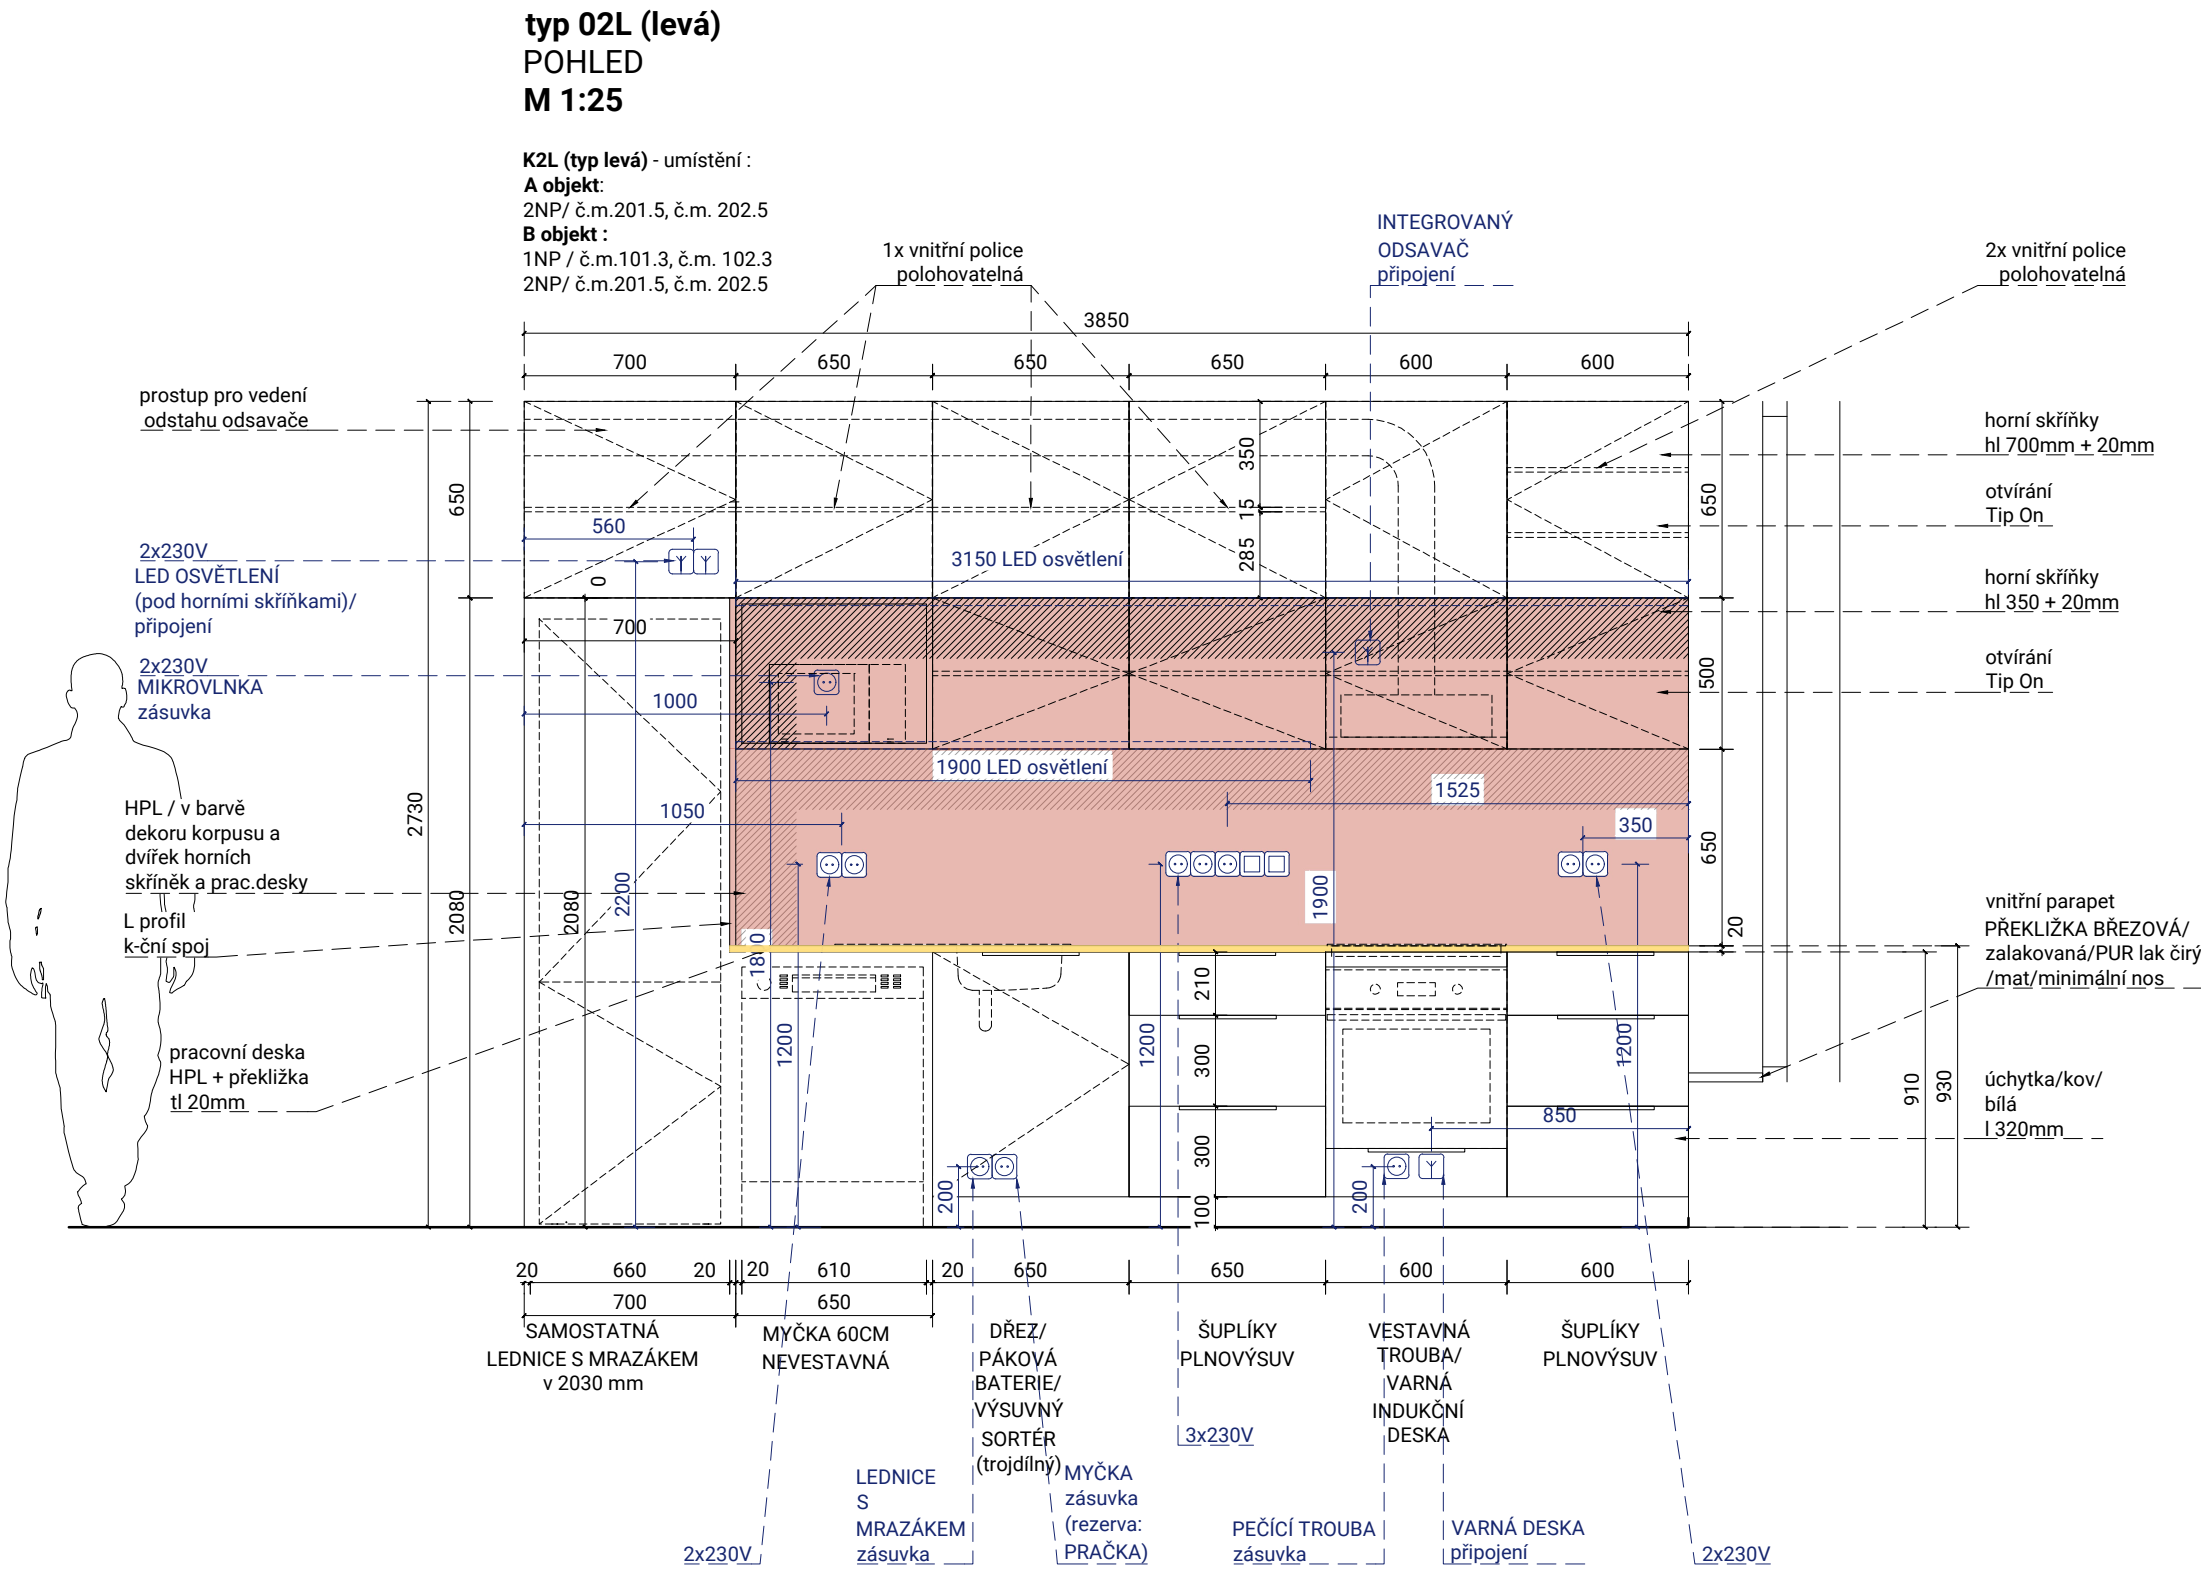 typ 02L (levá)
POHLED
M 1:25
K2L (typ levá) - umístění :
A objekt:
2NP/ č.m.201.5, č.m. 202.5
B objekt :
1NP / č.m.101.3, č.m. 102.3
2NP/ č.m.201.5, č.m. 202.5
1x vnitřní police
polohovatelná
INTEGROVANÝ
ODSAVAČ
připojení
2x vnitřní police
polohovatelná
3850
700 650 650 650 600 600
prostup pro vedení
odstahu odsavače
horní skříňky
hl 700mm + 20mm
otvírání
Tip On
650
350
15
285
650
560
2x230V
LED OSVĚTLENÍ
(pod horními skříňkami)/
připojení
0
3150 LED osvětlení
horní skříňky
hl 350 + 20mm
700
2x230V
MIKROVLNKA
zásuvka
1000
500
otvírání
Tip On
1900 LED osvětlení
1525
1050
350
HPL / v barvě
dekoru korpusu a
dvířek horních
skříněk a prac.desky
2730
2080
2080
2200
1900
650
20
L profil
k-ční spoj
vnitřní parapet
PŘEKLIŽKA BŘEZOVÁ/
zalakovaná/PUR lak čirý
/mat/minimální nos
1800
210
1200
1200
300
1200
pracovní deska
HPL + překližka
tl 20mm
910
930
úchytka/kov/
bílá
l 320mm
850
300
200
100
200
20 660 20 20 610 20 650 650 600 600
700 650
SAMOSTATNÁ
LEDNICE S MRAZÁKEM
v 2030 mm
MYČKA 60CM
NEVESTAVNÁ
DŘEZ/
PÁKOVÁ
BATERIE/
VÝSUVNÝ
SORTÉR
(trojdílný)
ŠUPLÍKY
PLNOVÝSUV
VESTAVNÁ
TROUBA/
VARNÁ
INDUKČNÍ
DESKA
ŠUPLÍKY
PLNOVÝSUV
2x230V
LEDNICE
S
MRAZÁKEM
zásuvka
MYČKA
zásuvka
(rezerva:
PRAČKA)
3x230V
PEČÍCÍ TROUBA
zásuvka
VARNÁ DESKA
připojení
2x230V